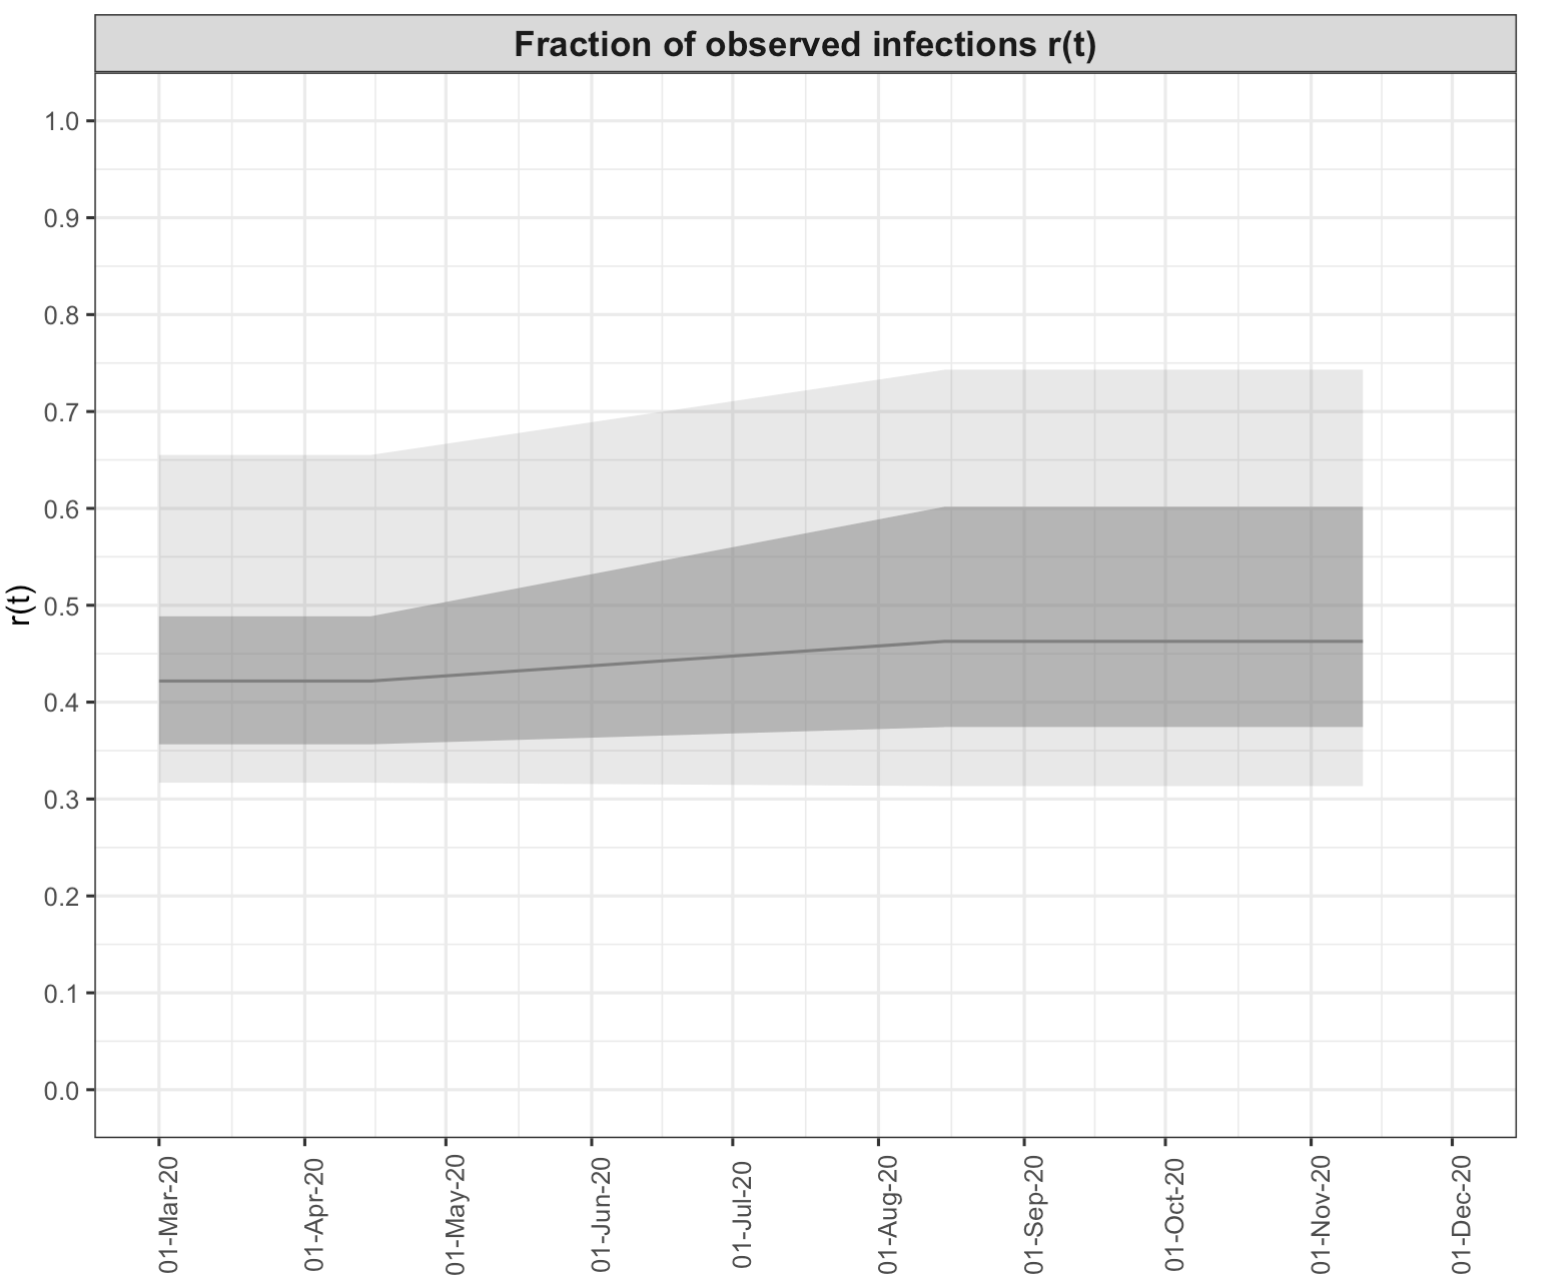 Fraction of observed infections r(t)
1.0
0.9
0.8
0.7
0.6
0.5
0.4
0.3
0.2
0.1
0.0
r(t)
01-Mar-20
01-Apr-20
01-May-20
01-Jun-20
01-Jul-20
01-Aug-20
01-Sep-20
01-Oct-20
01-Nov-20
01-Dec-20